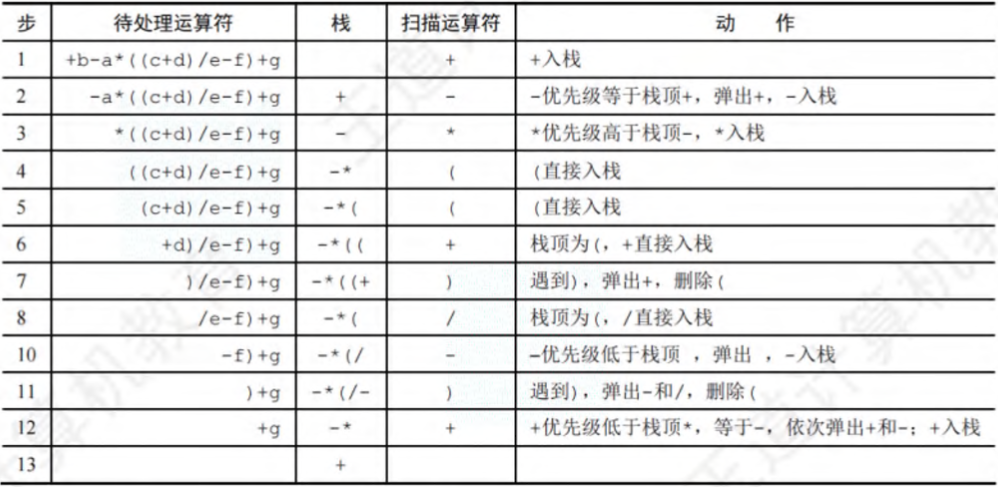 步 待处理运算符 栈 扫描运算符 动 作
1 +b-a*((c+d)/e-f)+g + +入栈
2 -a*((c+d)/e-f)+g + - -优先级等于栈顶+，弹出+，-入栈
3 *((c+d)/e-f)+g - * *优先级高于栈顶-，*入栈
4 ((c+d)/e-f)+g -* ( (直接入栈
5 (c+d)/e-f)+g -*( ( (直接入栈
6 +d)/e-f)+g -*(( + 栈顶为(，+直接入栈
7 )/e-f)+g -*((+ ) 遇到)，弹出+，删除(
8 /e-f)+g -*( / 栈顶为(，/直接入栈
10 -f)+g -*(/ - -优先级低于栈顶 ，弹出 ，-入栈
11 )+g -*(/- ) 遇到)，弹出-和/，删除(
12 +g -* + +优先级低于栈顶*，等于-，依次弹出+和-；+入栈
13 +